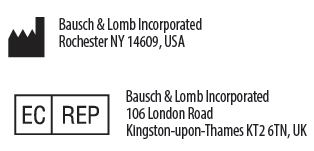 Bausch & Lomb Incorporated
Rochester NY 14609, USA
EC REP
Bausch & Lomb Incorporated
106 London Road
Kingston-upon-Thames KT2 6TN, UK